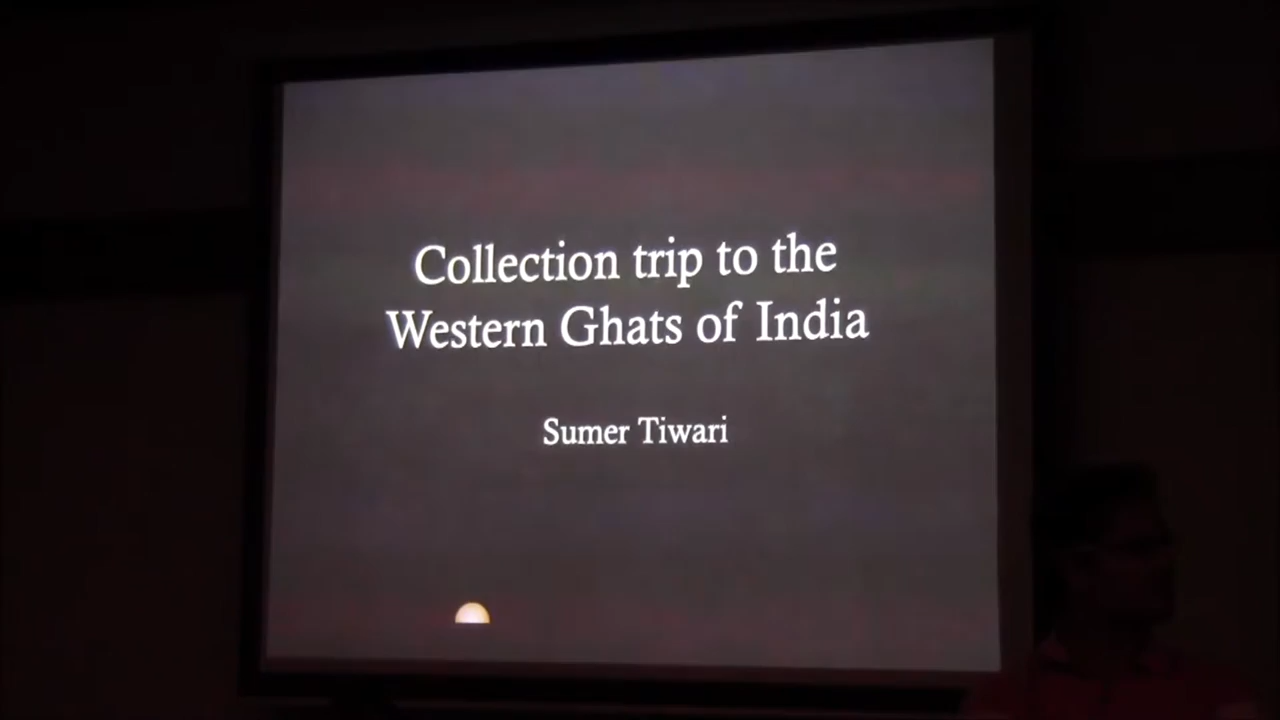 Collection trip to the
Western Ghats of India
Sumer Tiwari